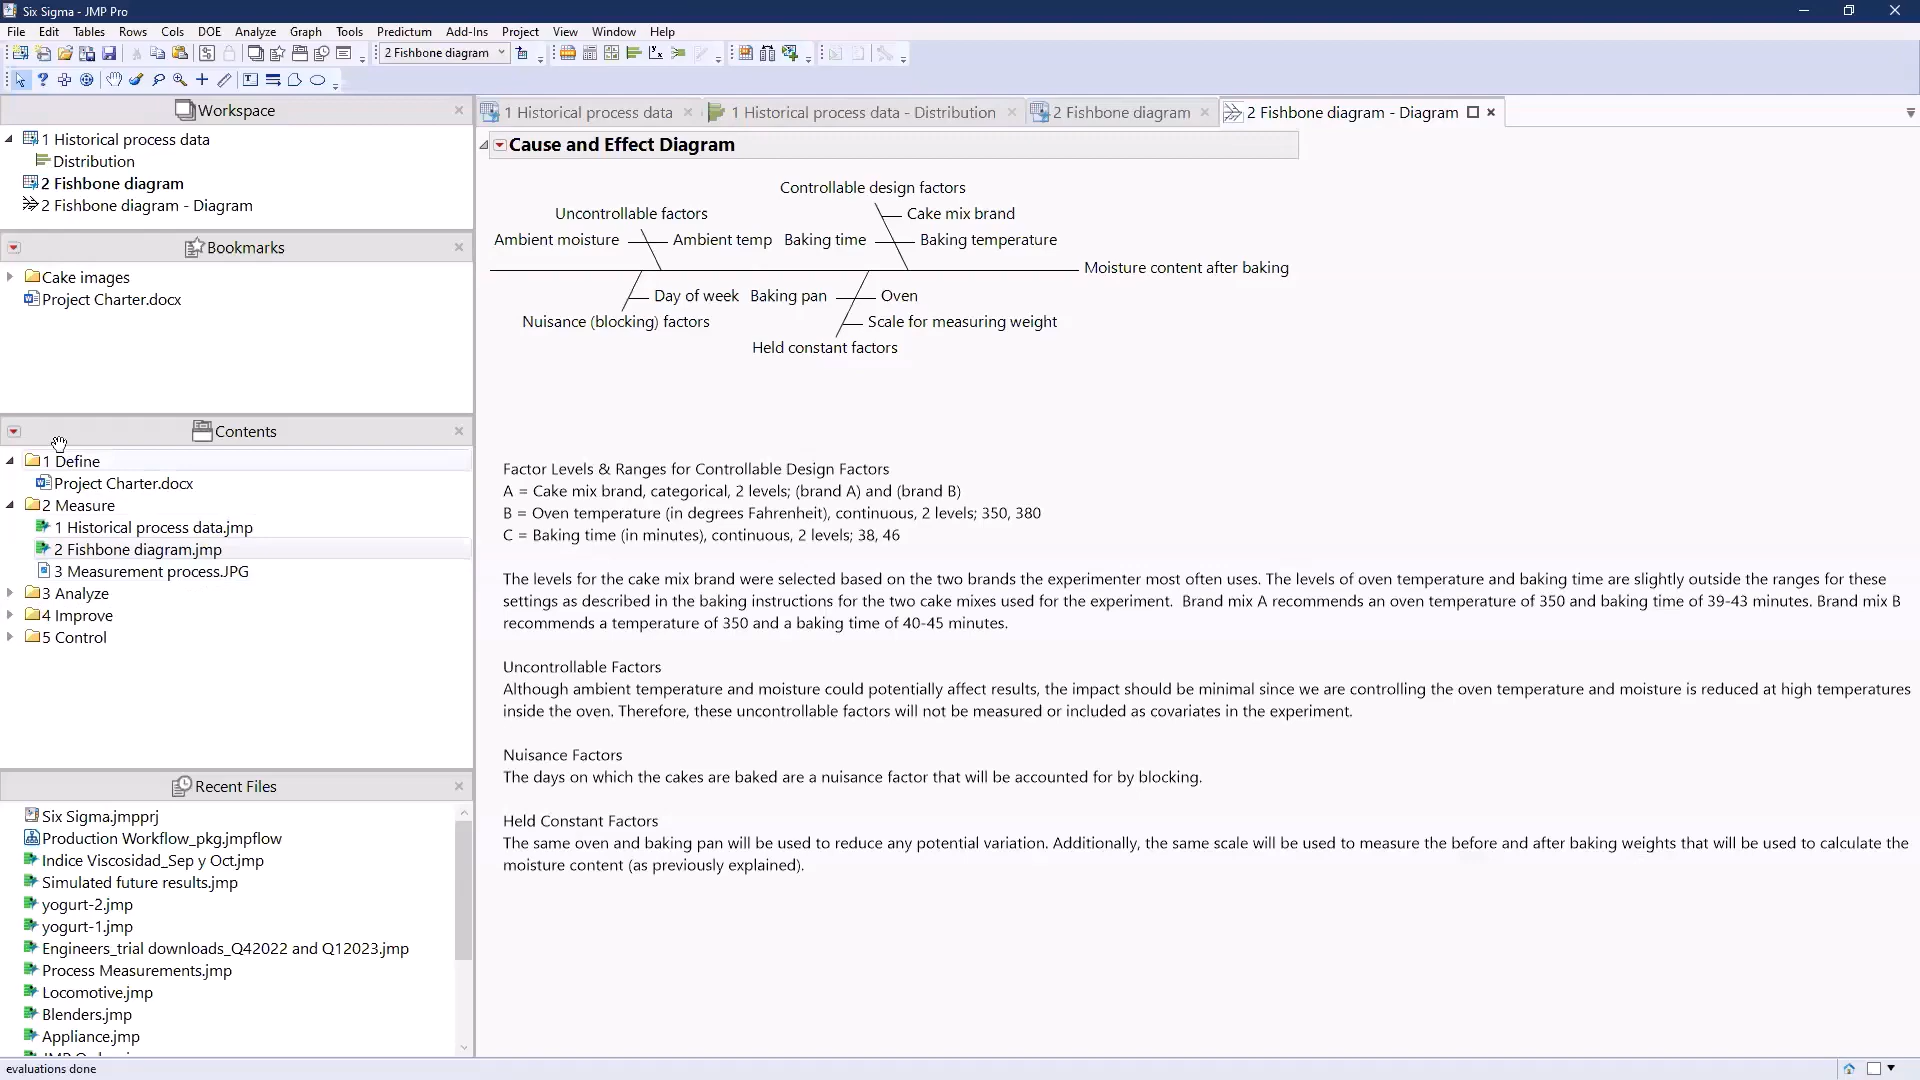 Six Sigma - JMP Pro
File Edit Tables Rows Cols DOE Analyze Graph Tools Predictum Add-Ins Project View Window Help
2 Fishbone diagram
Workspace
1 Historical process data
Distribution
2 Fishbone diagram
2 Fishbone diagram - Diagram
Bookmarks
Cake images
Project Charter.docx
Contents
1 Define
Project Charter.docx
2 Measure
1 Historical process data.jmp
2 Fishbone diagram.jmp
3 Measurement process.JPG
3 Analyze
4 Improve
5 Control
Recent Files
Six Sigma.jmpprj
Production Workflow_pkg.jmpflow
Indice Viscosidad_Sep y Oct.jmp
Simulated future results.jmp
yogurt-2.jmp
yogurt-1.jmp
Engineers_trial downloads_Q42022 and Q12023.jmp
Process Measurements.jmp
Locomotive.jmp
Blenders.jmp
Appliance.jmp
1 Historical process data
1 Historical process data - Distribution
2 Fishbone diagram
2 Fishbone diagram - Diagram
Cause and Effect Diagram
Controllable design factors
Uncontrollable factors Cake mix brand
Ambient moisture Ambient temp Baking time Baking temperature
Moisture content after baking
Day of week Baking pan Oven
Nuisance (blocking) factors Scale for measuring weight
Held constant factors
Factor Levels & Ranges for Controllable Design Factors
A = Cake mix brand, categorical, 2 levels; (brand A) and (brand B)
B = Oven temperature (in degrees Fahrenheit), continuous, 2 levels; 350, 380
C = Baking time (in minutes), continuous, 2 levels; 38, 46
The levels for the cake mix brand were selected based on the two brands the experimenter most often uses. The levels of oven temperature and baking time are slightly outside the ranges for these
settings as described in the baking instructions for the two cake mixes used for the experiment. Brand mix A recommends an oven temperature of 350 and baking time of 39-43 minutes. Brand mix B
recommends a temperature of 350 and a baking time of 40-45 minutes.
Uncontrollable Factors
Although ambient temperature and moisture could potentially affect results, the impact should be minimal since we are controlling the oven temperature and moisture is reduced at high temperatures
inside the oven. Therefore, these uncontrollable factors will not be measured or included as covariates in the experiment.
Nuisance Factors
The days on which the cakes are baked are a nuisance factor that will be accounted for by blocking.
Held Constant Factors
The same oven and baking pan will be used to reduce any potential variation. Additionally, the same scale will be used to measure the before and after baking weights that will be used to calculate the
moisture content (as previously explained).
evaluations done